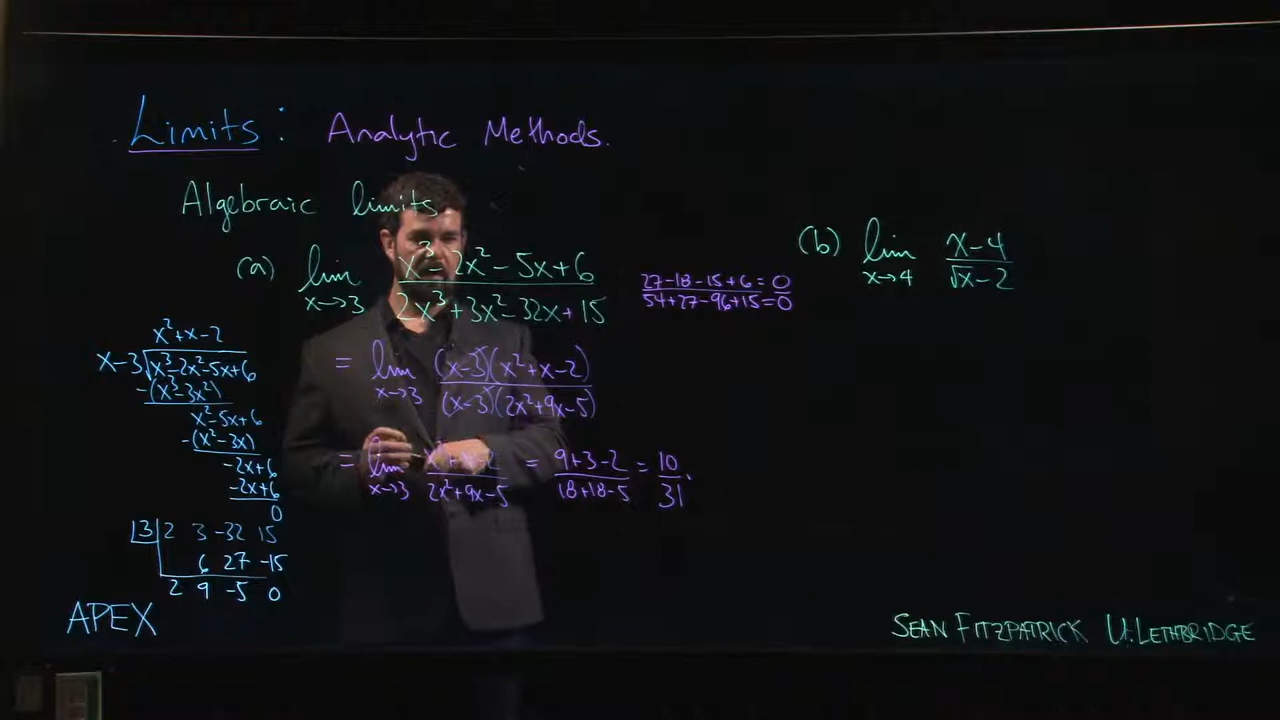 Limits: Analytic Methods.
Algebraic limits
(a) lim x→3 (x³ - 2x² - 5x + 6)/(2x³ + 3x² - 32x + 15)
27 - 18 - 15 + 6 = 0
54 + 27 - 96 + 15 = 0
= lim x→3 (x-3)(x²+x-2)/(x-3)(2x²+9x-5)
= lim x→3 (x²+x-2)/(2x²+9x-5) = (9+3-2)/(18+18-5) = 10/31.
x²+x-2
x-3 √x³-2x²-5x+6
-(x³-3x²)
x²-5x+6
-(x²-3x)
-2x+6
-2x+6
0
3 2 3 -32 15
6 27 -15
2 9 -5 0
APEX
(b) lim x→4 (x-4)/(√x-2)
SEAN FITZPATRICK U. LETHBRIDGE